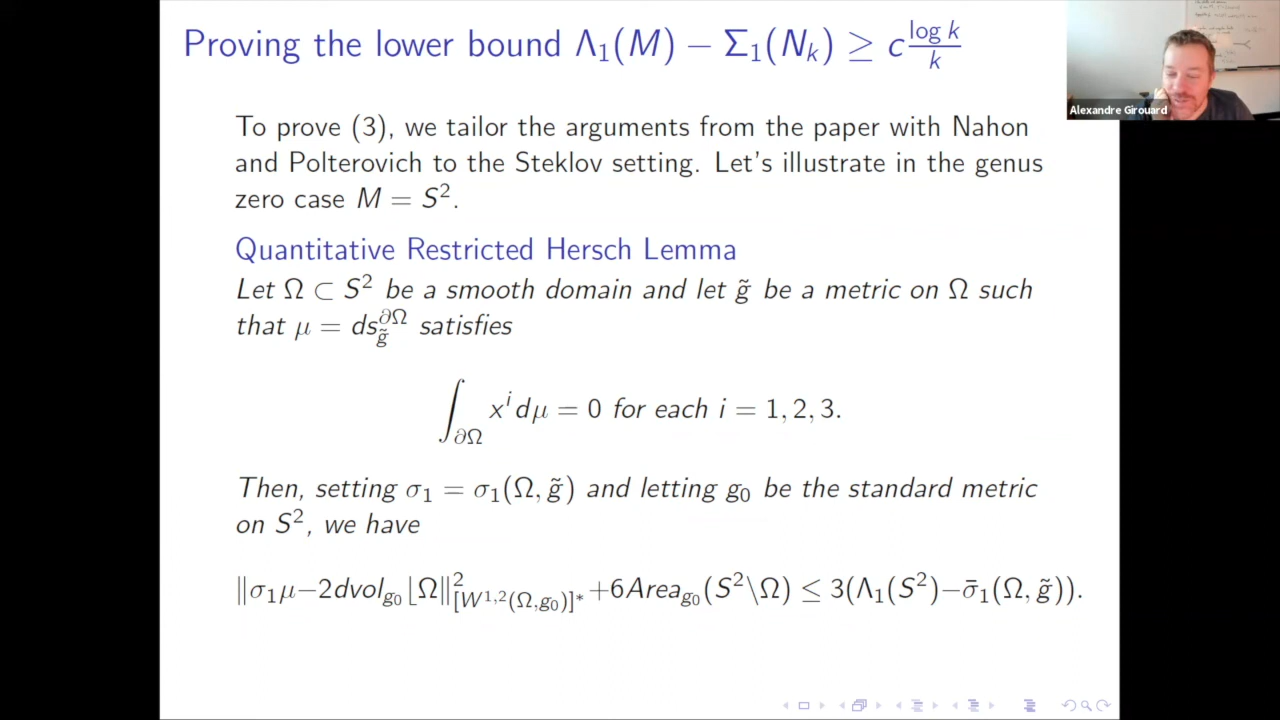 Proving the lower bound Λ₁(M) − Σ₁(Nₖ) ≥ c log k / k
Alexandre Girouard
To prove (3), we tailor the arguments from the paper with Nahon
and Polterovich to the Steklov setting. Let's illustrate in the genus
zero case M = S².
Quantitative Restricted Hersch Lemma
Let Ω ⊂ S² be a smooth domain and let g̃ be a metric on Ω such
that μ = ds_g̃^∂Ω satisfies
∫_∂Ω xⁱ dμ = 0 for each i = 1, 2, 3.
Then, setting σ₁ = σ₁(Ω, g̃) and letting g₀ be the standard metric
on S², we have
‖σ₁μ−2dvol_g₀⌊Ω‖²_[W^1,2(Ω,g₀)]* +6Area_g₀(S²\Ω) ≤ 3(Λ₁(S²)−σ̄₁(Ω, g̃)).